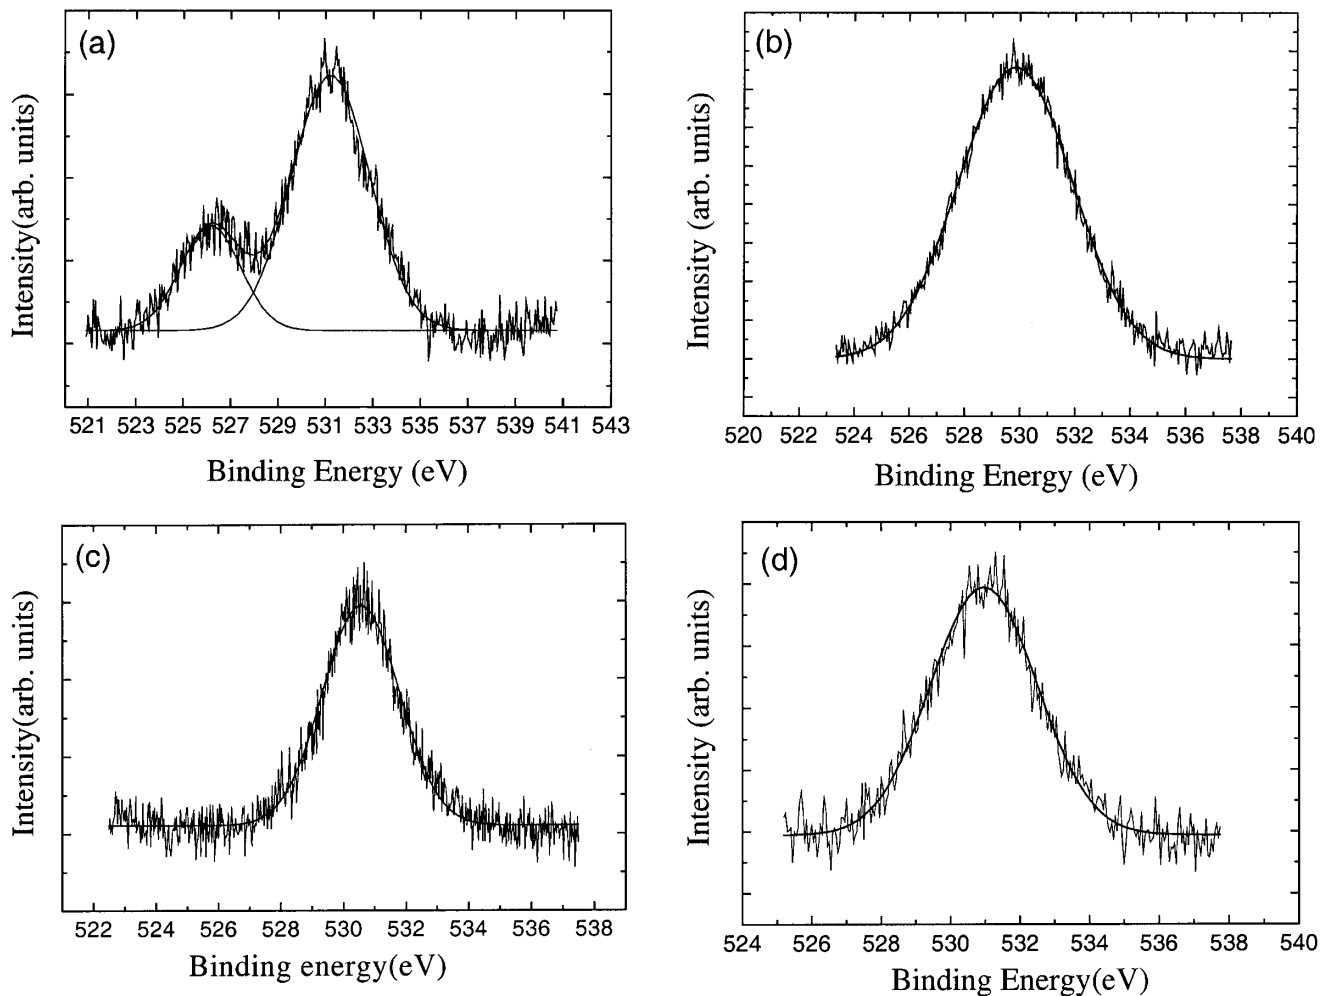 (a)
Intensity(arb. units)
521 523 525 527 529 531 533 535 537 539 541 543
Binding Energy (eV)
(b)
Intensity (arb. units)
520 522 524 526 528 530 532 534 536 538 540
Binding Energy (eV)
(c)
Intensity(arb. units)
522 524 526 528 530 532 534 536 538
Binding energy(eV)
(d)
Intensity (arb. units)
524 526 528 530 532 534 536 538 540
Binding Energy(eV)